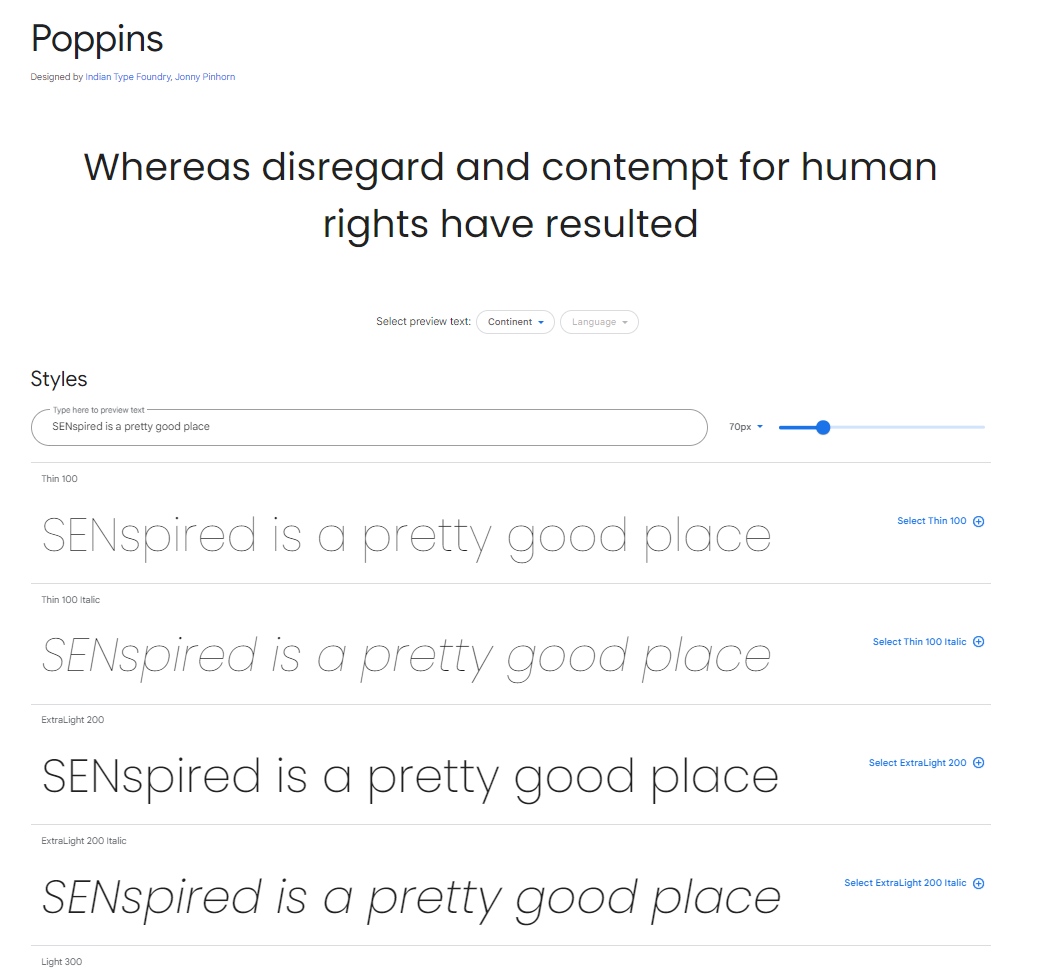 Poppins
Designed by Indian Type Foundry, Jonny Pinhorn
Whereas disregard and contempt for human
rights have resulted
Select preview text: Continent Language
Styles
Type here to preview text
SENspired is a pretty good place
70px
Thin 100
SENspired is a pretty good place
Select Thin 100
Thin 100 Italic
SENspired is a pretty good place
Select Thin 100 Italic
ExtraLight 200
SENspired is a pretty good place
Select ExtraLight 200
ExtraLight 200 Italic
SENspired is a pretty good place
Select ExtraLight 200 Italic
Light 300